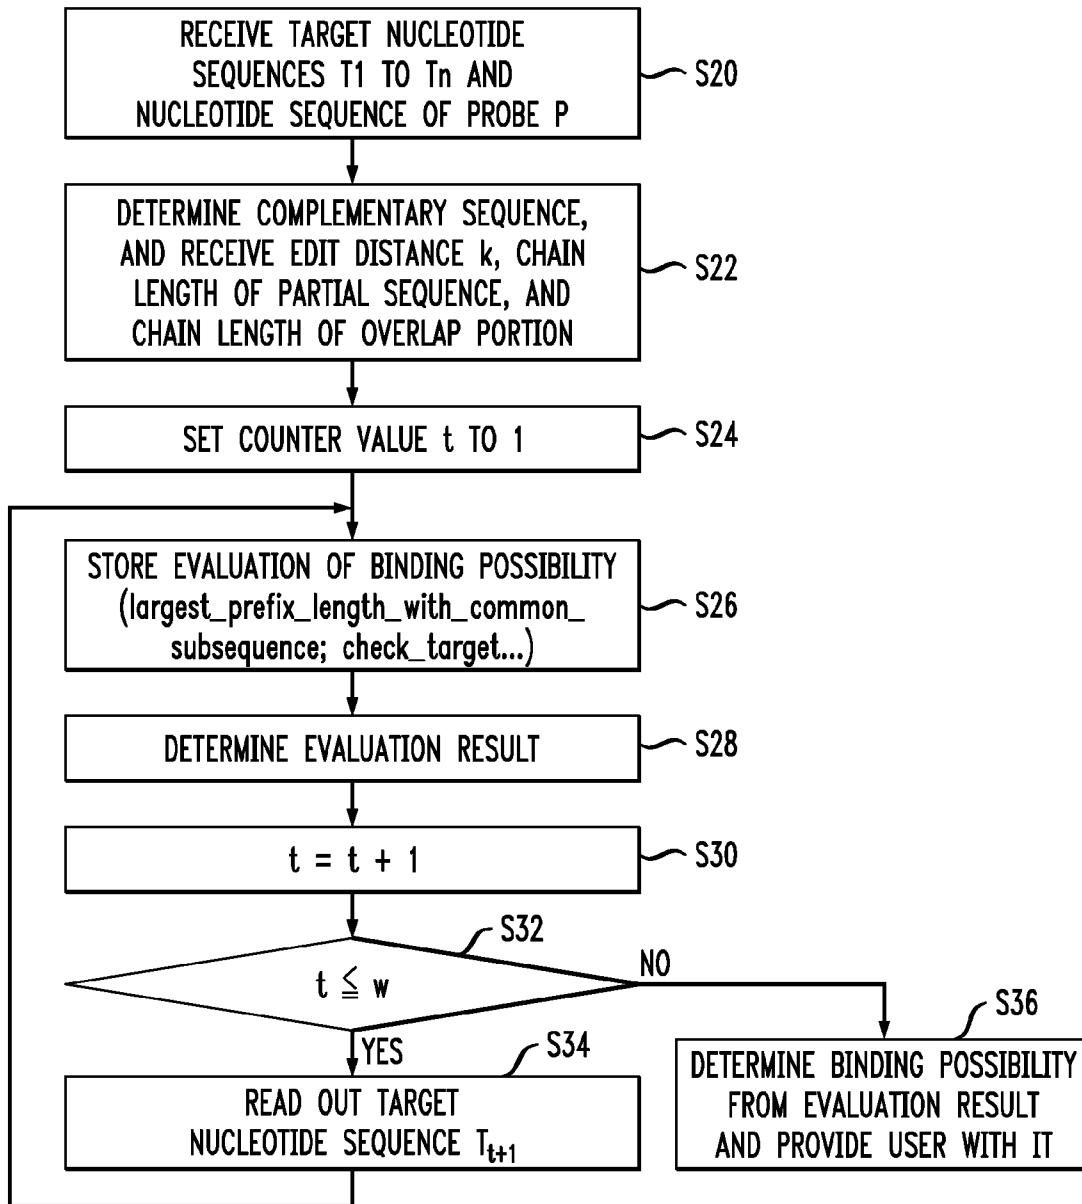 RECEIVE TARGET NUCLEOTIDE
SEQUENCES T1 TO Tn AND
NUCLEOTIDE SEQUENCE OF PROBE P
S20
DETERMINE COMPLEMENTARY SEQUENCE,
AND RECEIVE EDIT DISTANCE k, CHAIN
LENGTH OF PARTIAL SEQUENCE, AND
CHAIN LENGTH OF OVERLAP PORTION
S22
SET COUNTER VALUE t TO 1
S24
STORE EVALUATION OF BINDING POSSIBILITY
(largest_prefix_length_with_common_
subsequence; check_target...)
S26
DETERMINE EVALUATION RESULT
S28
t = t + 1
S30
S32
t ≦ w
NO
YES
S34
READ OUT TARGET
NUCLEOTIDE SEQUENCE Tt+1
S36
DETERMINE BINDING POSSIBILITY
FROM EVALUATION RESULT
AND PROVIDE USER WITH IT